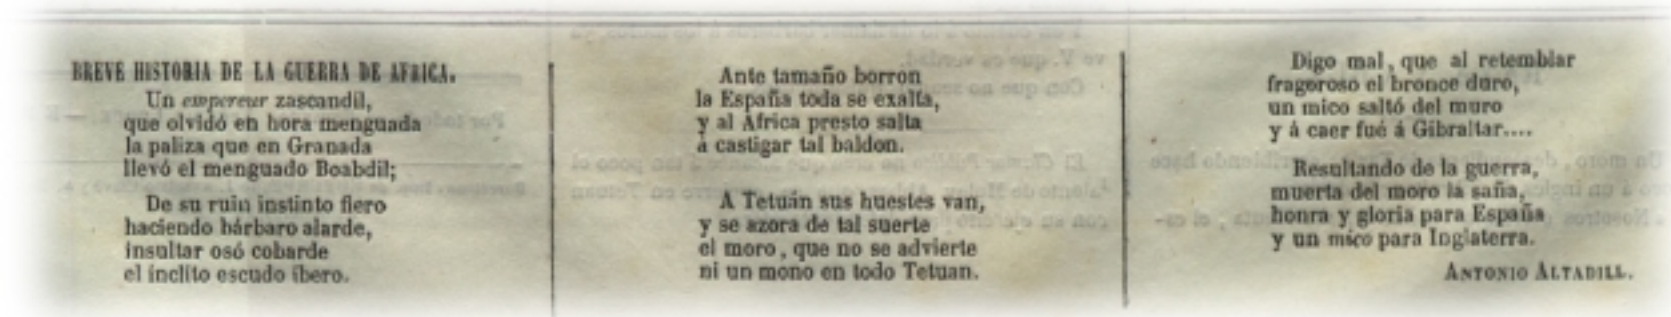 BREVE HISTORIA DE LA GUERRA DE AFRICA.
Un empereur zascandil,
que olvidó en hora menguada
la paliza que en Granada
llevó el menguado Boabdil;
De su ruin instinto fiero
haciendo bárbaro alarde,
insultar osó cobarde
el ínclito escudo ibero.
Ante tamaño borron
la España toda se exalta,
y al Africa presto salta
á castigar tal baldon.
A Tetuán sus huestes van,
y se azora de tal suerte
el moro, que no se advierte
ni un mono en todo Tetuan.
Digo mal, que al retemblar
fragoroso el bronce duro,
un mico saltó del muro
y á caer fué á Gibraltar....
Resultando de la guerra,
muerta del moro la saña,
honra y gloria para España
y un mico para Inglaterra.
ANTONIO ALTADILL.